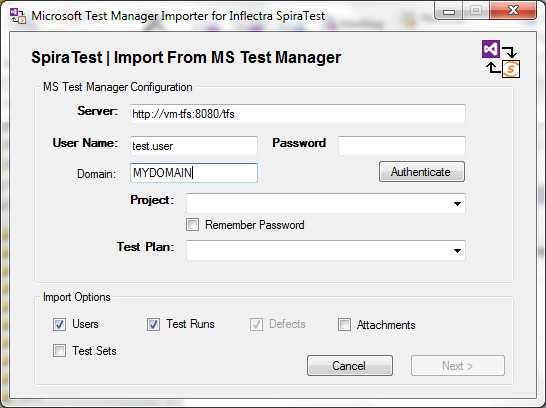 Microsoft Test Manager Importer for Inflectra SpiraTest
SpiraTest | Import From MS Test Manager
MS Test Manager Configuration
Server: http://vm-tfs:8080/tfs
User Name: test.user Password
Domain: MYDOMAIN Authenticate
Project:
Remember Password
Test Plan:
Import Options
Users Test Runs Defects Attachments
Test Sets
Cancel Next >